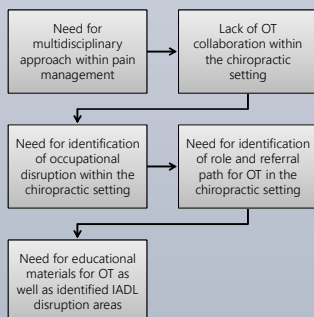 Need for
multidisciplinary
approach within pain
management
Lack of OT
collaboration within
the chiropractic
setting
Need for identification
of occupational
disruption within the
chiropractic setting
Need for identification
of role and referral
path for OT in the
chiropractic setting
Need for educational
materials for OT as
well as identified IADL
disruption areas